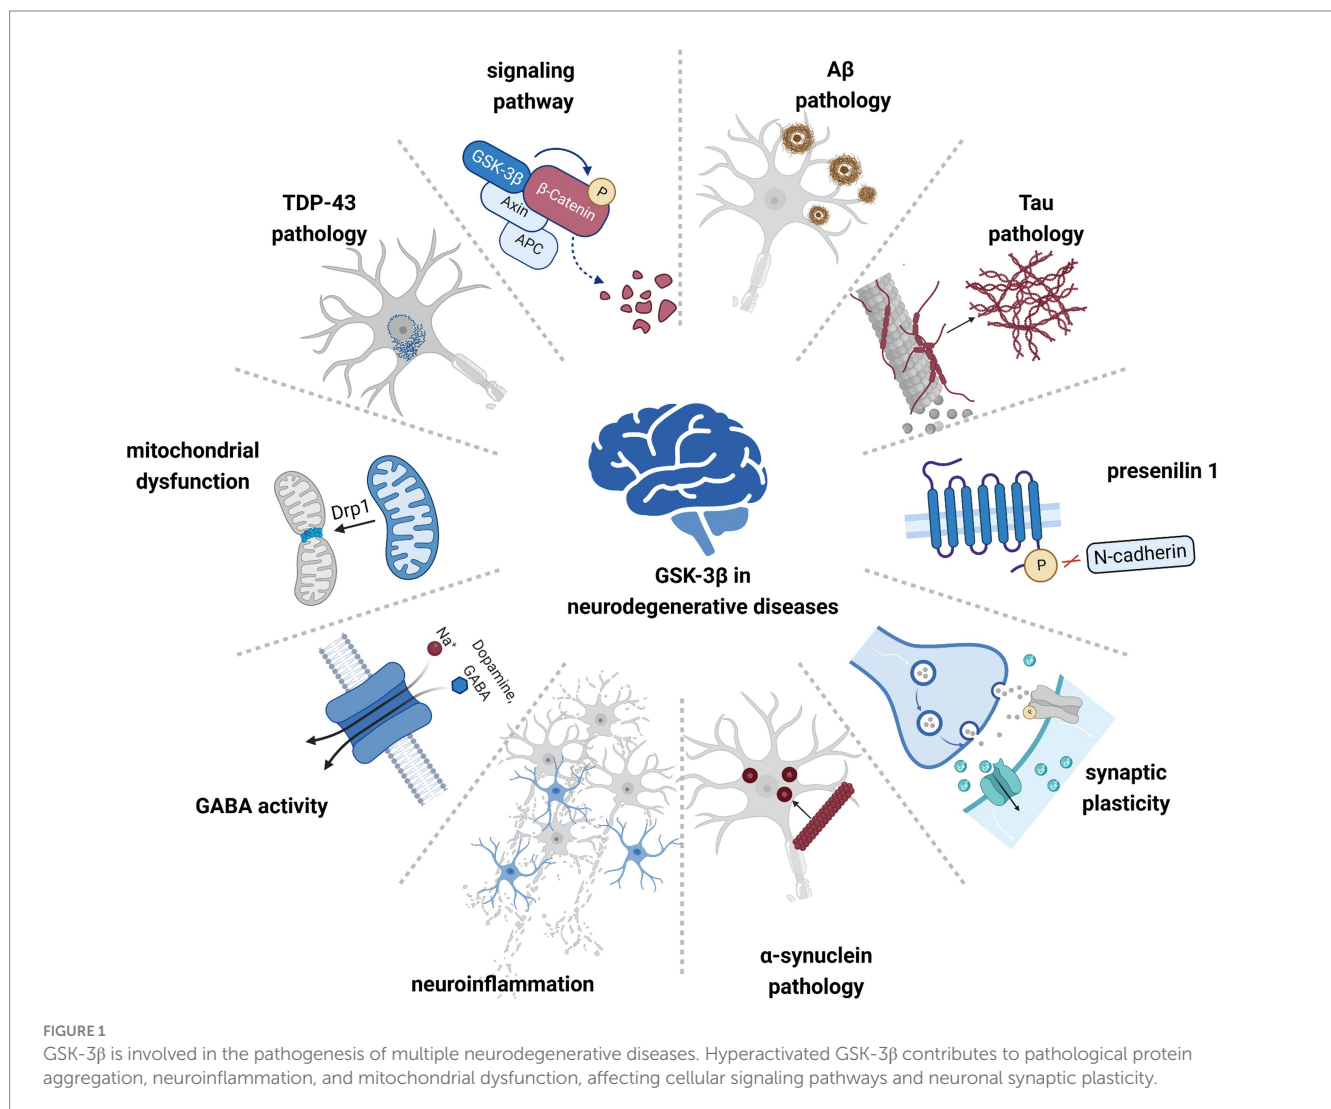 signaling
pathway
GSK-3β
β-Catenin
P
Axin
APC
Aβ
pathology
TDP-43
pathology
Tau
pathology
mitochondrial
dysfunction
Drp1
presenilin 1
P
N-cadherin
GSK-3β in
neurodegenerative diseases
Na⁺
Dopamine,
GABA
GABA activity
P
synaptic
plasticity
neuroinflammation
α-synuclein
pathology
FIGURE 1
GSK-3β is involved in the pathogenesis of multiple neurodegenerative diseases. Hyperactivated GSK-3β contributes to pathological protein
aggregation, neuroinflammation, and mitochondrial dysfunction, affecting cellular signaling pathways and neuronal synaptic plasticity.